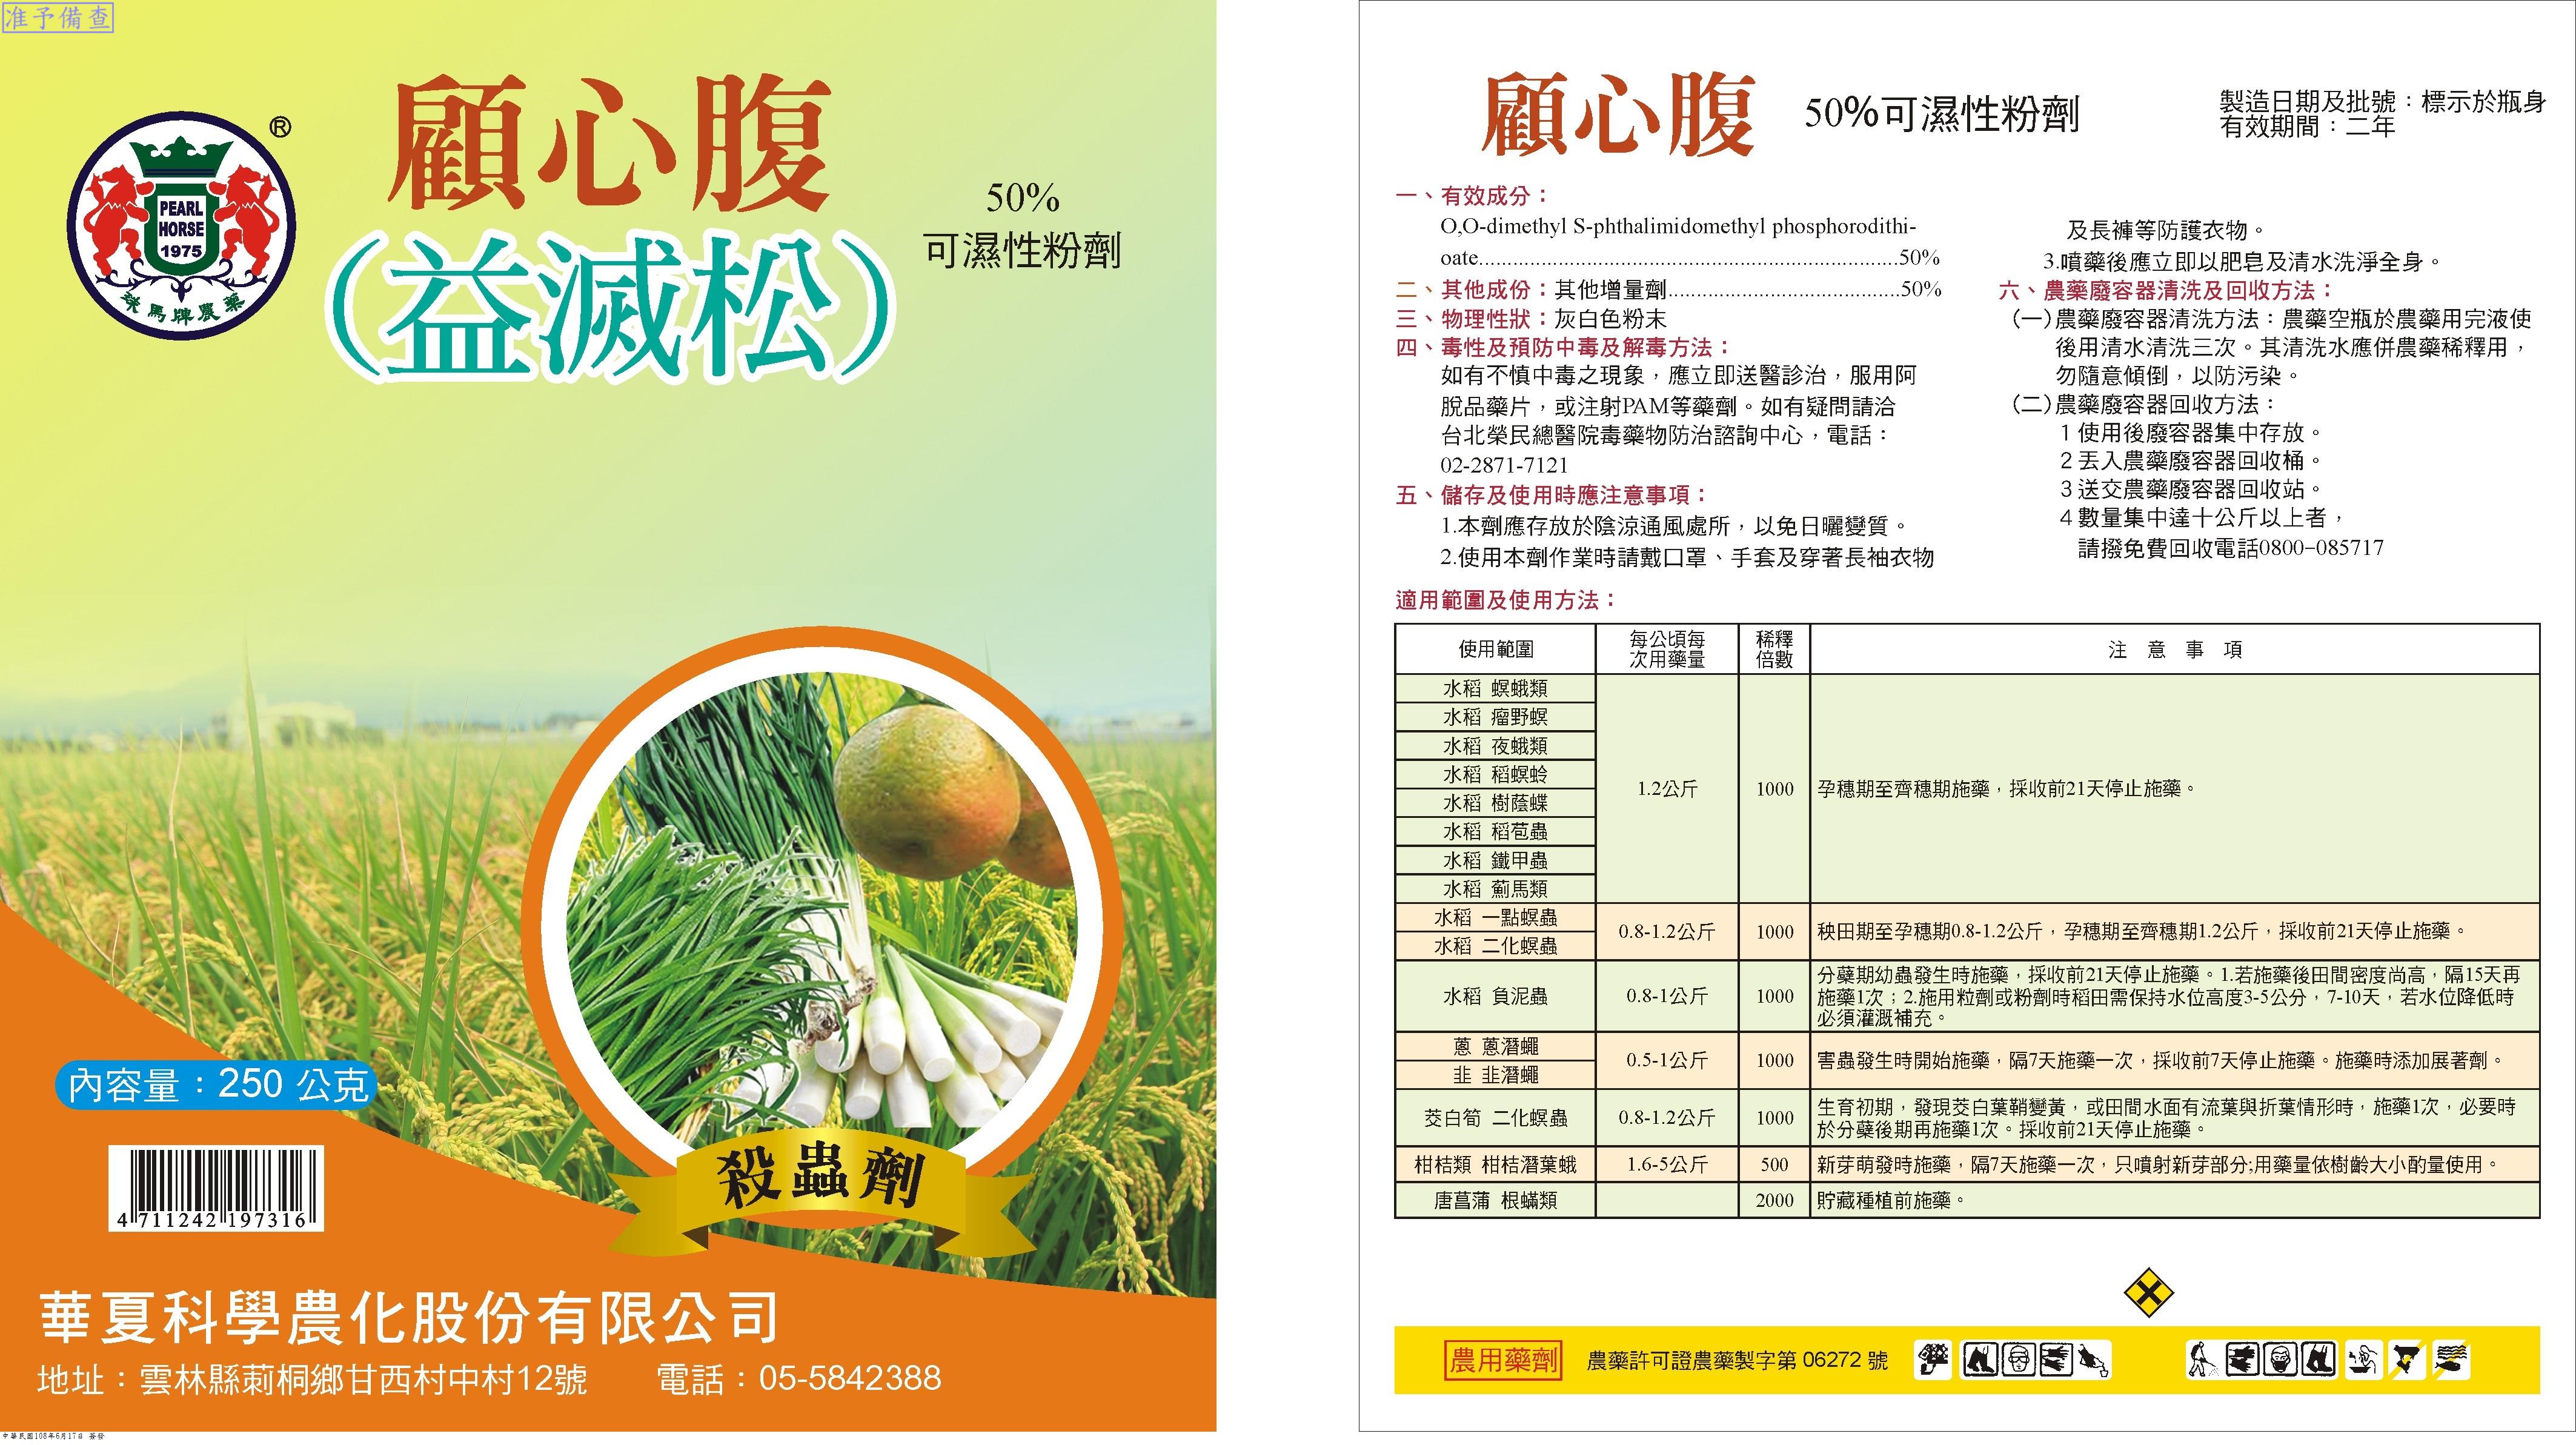 准予備查
顧心腹
(益滅松)
50%
可濕性粉劑
®
PEARL
HORSE
1975
珠馬牌農藥
內容量：250 公克
4 711242 197316
殺蟲劑
華夏科學農化股份有限公司
地址：雲林縣莿桐鄉甘西村中村12號 電話：05-5842388
中華民國108年6月17日 簽發
顧心腹 50%可濕性粉劑
製造日期及批號：標示於瓶身
有效期間：二年
一、有效成分：
O,O-dimethyl S-phthalimidomethyl phosphorodithi-
oate..................................................................50%
二、其他成份：其他增量劑.........................................50%
三、物理性狀：灰白色粉末
四、毒性及預防中毒及解毒方法：
如有不慎中毒之現象，應立即送醫診治，服用阿
脫品藥片，或注射PAM等藥劑。如有疑問請洽
台北榮民總醫院毒藥物防治諮詢中心，電話：
02-2871-7121
五、儲存及使用時應注意事項：
1.本劑應存放於陰涼通風處所，以免日曬變質。
2.使用本劑作業時請戴口罩、手套及穿著長袖衣物
及長褲等防護衣物。
3.噴藥後應立即以肥皂及清水洗淨全身。
六、農藥廢容器清洗及回收方法：
(一)農藥廢容器清洗方法：農藥空瓶於農藥用完液使
後用清水清洗三次。其清洗水應併農藥稀釋用，
勿隨意傾倒，以防污染。
(二)農藥廢容器回收方法：
1 使用後廢容器集中存放。
2 丟入農藥廢容器回收桶。
3 送交農藥廢容器回收站。
4 數量集中達十公斤以上者，
請撥免費回收電話0800-085717
適用範圍及使用方法：
使用範圍 每公頃每次用藥量 稀釋倍數 注意事項
水稻 螟蛾類
水稻 瘤野螟
水稻 夜蛾類
水稻 稻螟蛉
水稻 樹蔭蝶
水稻 稻苞蟲
水稻 鐵甲蟲
水稻 薊馬類
1.2公斤 1000 孕穗期至齊穗期施藥，採收前21天停止施藥。
水稻 一點螟蟲
水稻 二化螟蟲
0.8-1.2公斤 1000 秧田期至孕穗期0.8-1.2公斤，孕穗期至齊穗期1.2公斤，採收前21天停止施藥。
水稻 負泥蟲 0.8-1公斤 1000 分蘗期幼蟲發生時施藥，採收前21天停止施藥。1.若施藥後田間密度尚高，隔15天再
施藥1次；2.施用粒劑或粉劑時稻田需保持水位高度3-5公分，7-10天，若水位降低時
必須灌溉補充。
蔥 蔥潛蠅
韭 韭潛蠅
0.5-1公斤 1000 害蟲發生時開始施藥，隔7天施藥一次，採收前7天停止施藥。施藥時添加展著劑。
茭白筍 二化螟蟲 0.8-1.2公斤 1000 生育初期，發現茭白葉鞘變黃，或田間水面有流葉與折葉情形時，施藥1次，必要時
於分蘗後期再施藥1次。採收前21天停止施藥。
柑桔類 柑桔潛葉蛾 1.6-5公斤 500 新芽萌發時施藥，隔7天施藥一次，只噴射新芽部分;用藥量依樹齡大小酌量使用。
唐菖蒲 根蟎類 2000 貯藏種植前施藥。
農用藥劑 農藥許可證農藥製字第 06272 號